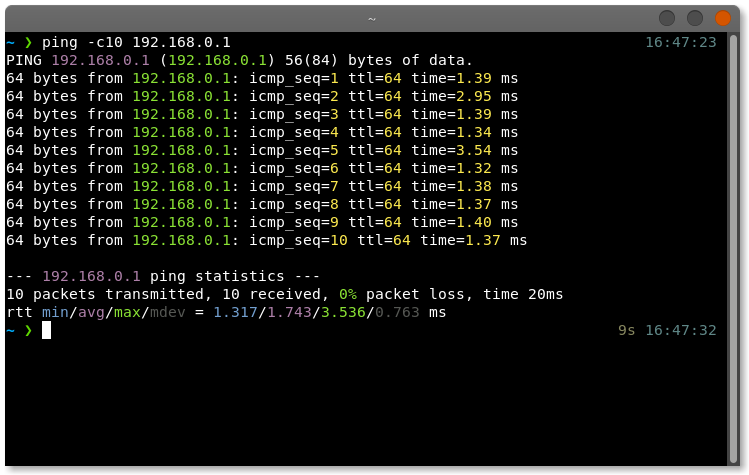 ~
~ ❯ ping -c10 192.168.0.1 16:47:23
PING 192.168.0.1 (192.168.0.1) 56(84) bytes of data.
64 bytes from 192.168.0.1: icmp_seq=1 ttl=64 time=1.39 ms
64 bytes from 192.168.0.1: icmp_seq=2 ttl=64 time=2.95 ms
64 bytes from 192.168.0.1: icmp_seq=3 ttl=64 time=1.39 ms
64 bytes from 192.168.0.1: icmp_seq=4 ttl=64 time=1.34 ms
64 bytes from 192.168.0.1: icmp_seq=5 ttl=64 time=3.54 ms
64 bytes from 192.168.0.1: icmp_seq=6 ttl=64 time=1.32 ms
64 bytes from 192.168.0.1: icmp_seq=7 ttl=64 time=1.38 ms
64 bytes from 192.168.0.1: icmp_seq=8 ttl=64 time=1.37 ms
64 bytes from 192.168.0.1: icmp_seq=9 ttl=64 time=1.40 ms
64 bytes from 192.168.0.1: icmp_seq=10 ttl=64 time=1.37 ms
--- 192.168.0.1 ping statistics ---
10 packets transmitted, 10 received, 0% packet loss, time 20ms
rtt min/avg/max/mdev = 1.317/1.743/3.536/0.763 ms
~ ❯ 9s 16:47:32